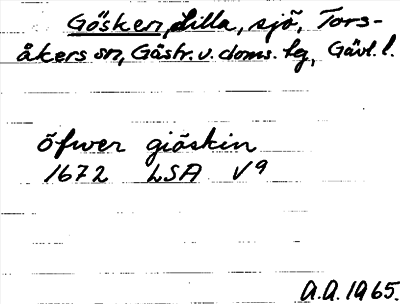 Gösken, Lilla, sjö, Tors-
åkers sn, Gästr. v. doms. tg, Gävl. l.
öfwer giöskin
1672 LSA V9
A.A. 1965.